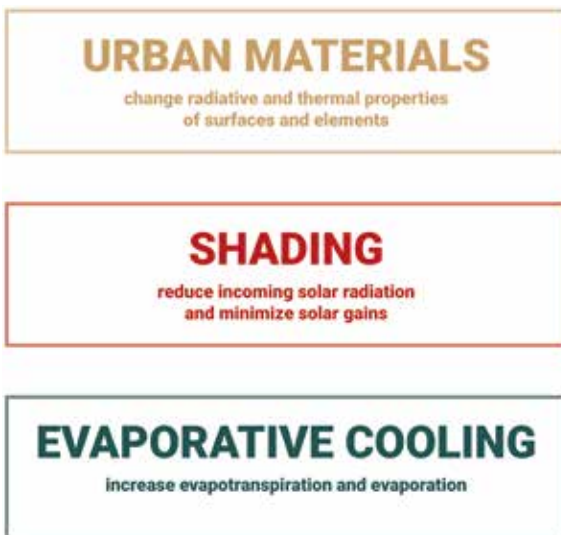 URBAN MATERIALS
change radiative and thermal properties
of surfaces and elements
SHADING
reduce incoming solar radiation
and minimize solar gains
EVAPORATIVE COOLING
increase evapotranspiration and evaporation